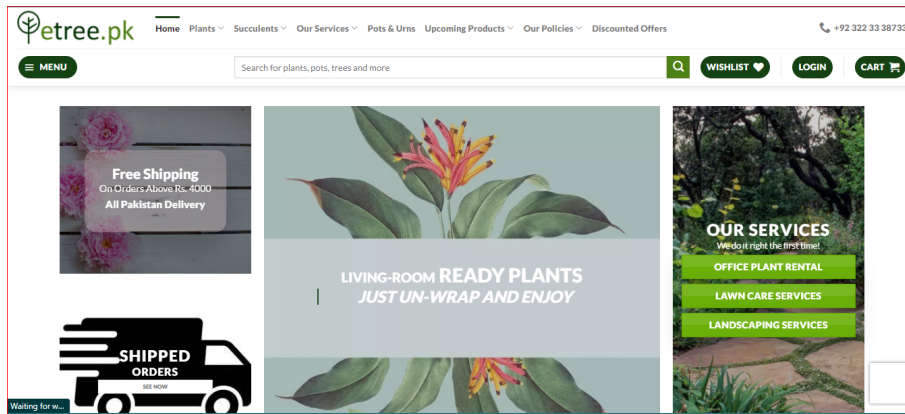 etree.pk
Home Plants Succulents Our Services Pots & Urns Upcoming Products Our Policies Discounted Offers
+92 322 33 38733
MENU
Search for plants, pots, trees and more
WISHLIST
LOGIN
CART
Free Shipping
On Orders Above Rs. 4000
All Pakistan Delivery
LIVING-ROOM READY PLANTS
JUST UN-WRAP AND ENJOY
OUR SERVICES
We do it right the first time!
OFFICE PLANT RENTAL
LAWN CARE SERVICES
LANDSCAPING SERVICES
SHIPPED
ORDERS
SEE NOW
Waiting for w...